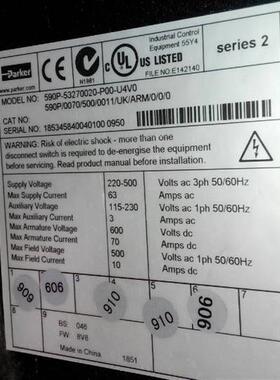 Parker
www.parker.com
N1981
CE
UL
C US LISTED
Industrial Control
Equipment 55Y4
FILE NO:E142140
series 2
MODEL NO: 590P-53270020-P00-U4V0
590P/0070/500/0011/UK/ARM/0/0/0
CAT NO:
SERIAL NO: 185345840040100 0950
WARNING: Risk of electric shock - more than one
disconnect switch is required to de-energise the equipment
before servicing. Read product manual before installing.
Supply Voltage 220-500 Volts ac 3ph 50/60Hz
Max Supply Current 63 Amps ac
Auxiliary Voltage 115-230 Volts ac 1ph 50/60Hz
Max Auxiliary Current 3 Amps ac
Max Armature Voltage 600 Volts dc
Max Armature Current 70 Amps dc
Max Field Voltage 500 Volts ac 1ph 50/60Hz
Max Field Current 10 Amps dc
1 2 3 4 5 6
909 606 910 910 906
BS: 046
FW: 8V8
Made in China 1851